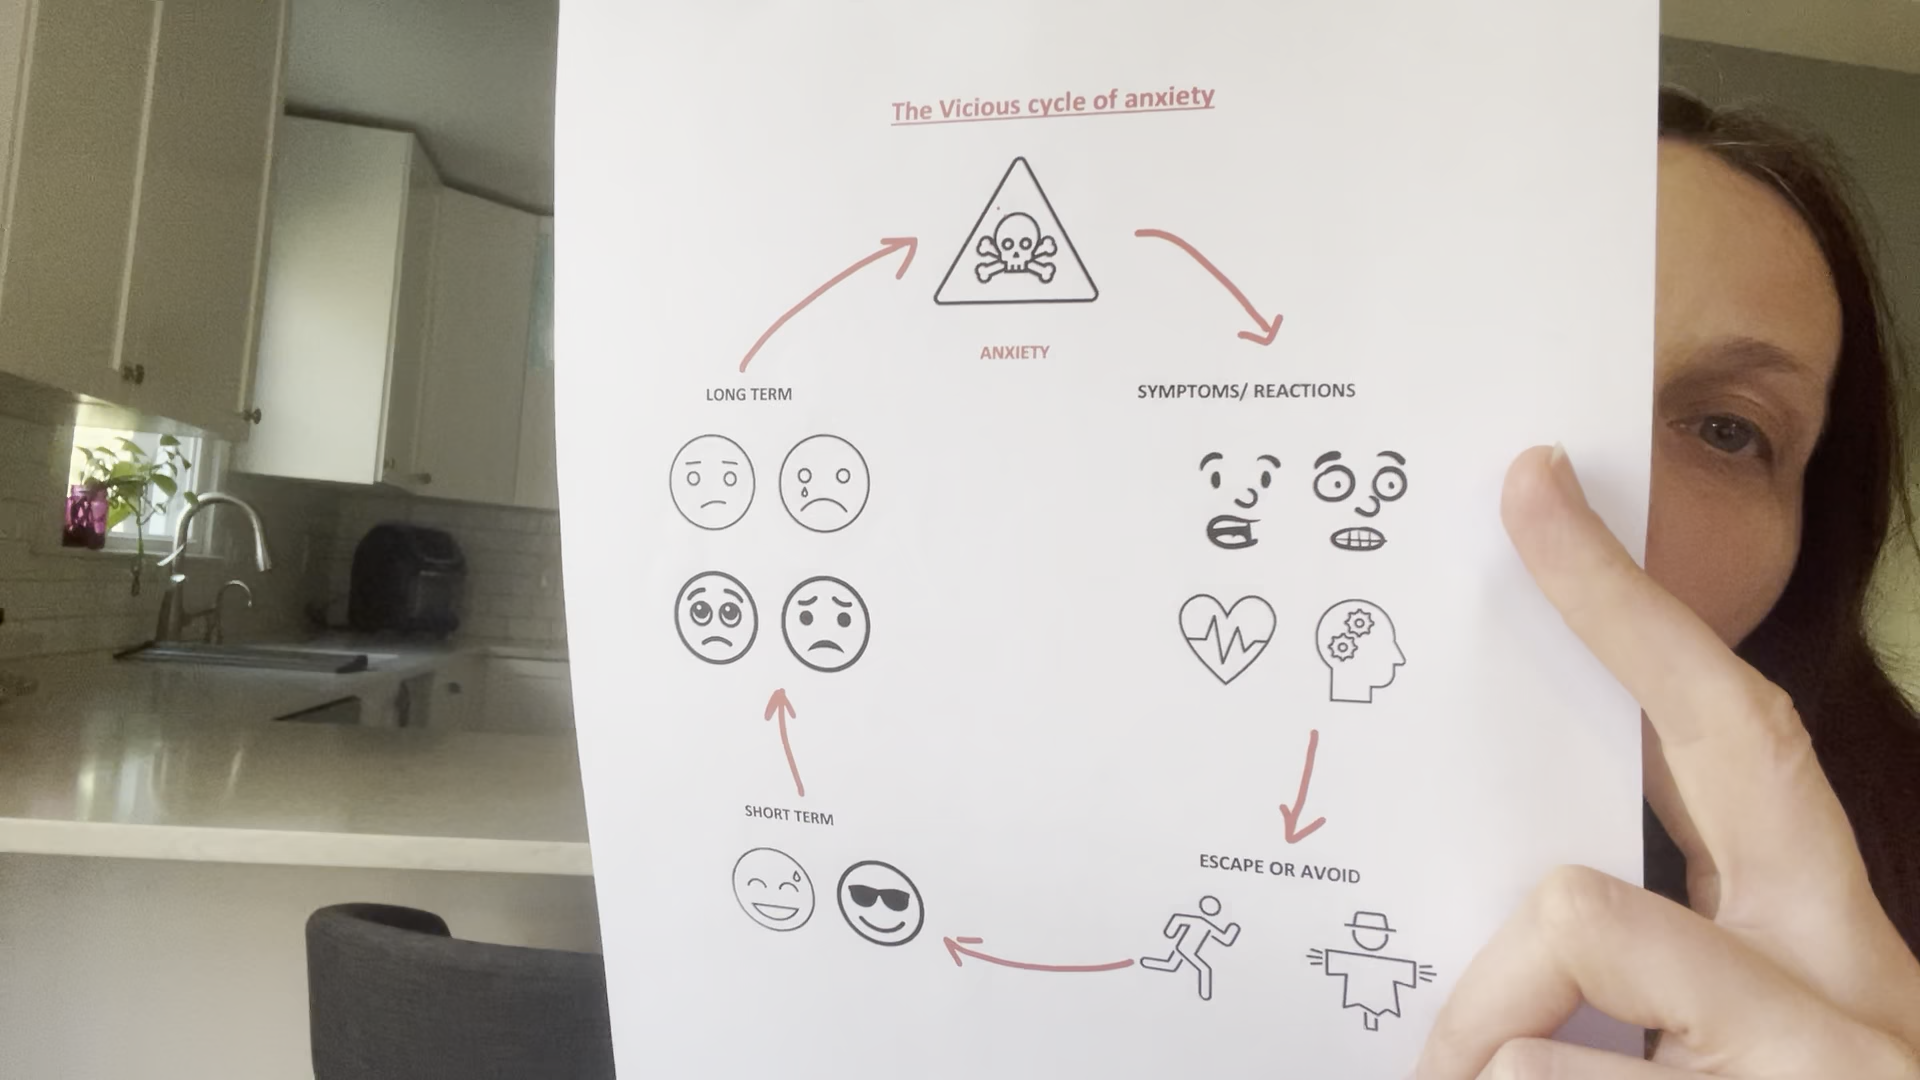 The Vicious cycle of anxiety
ANXIETY
LONG TERM
SYMPTOMS/ REACTIONS
SHORT TERM
ESCAPE OR AVOID